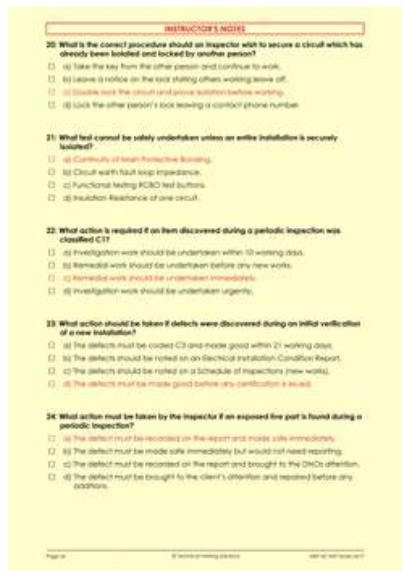 INSTRUCTOR'S NOTES
20: What is the correct procedure should an inspector wish to secure a circuit which has
already been isolated and locked by another person?
a) Take the key from the other person and continue to work.
b) Leave a notice on the lock stating others working leave off.
c) Double lock the circuit and prove isolation before working.
d) Lock the other person's lock leaving a contact phone number.
21: What test cannot be safely undertaken unless an entire installation is securely
isolated?
a) Continuity of Main Protective Bonding.
b) Circuit earth fault loop impedance.
c) Functional testing RCBO test buttons.
d) Insulation Resistance of one circuit.
22: What action is required if an item discovered during a periodic inspection was
classified C1?
a) Investigation work should be undertaken within 10 working days.
b) Remedial work should be undertaken before any new works.
c) Remedial work should be undertaken immediately.
d) Investigation work should be undertaken urgently.
23: What action should be taken if defects were discovered during an initial verification
of a new installation?
a) The defects must be coded C3 and made good within 21 working days.
b) The defects should be noted on an Electrical Installation Condition Report.
c) The defects should be noted on a Schedule of Inspections (new works).
d) The defects must be made good before any certification is issued.
24: What action must be taken by the inspector if an exposed live part is found during a
periodic inspection?
a) The defect must be recorded on the report and made safe immediately.
b) The defect must be made safe immediately but would not need reporting.
c) The defect must be recorded on the report and brought to the DNOs attention.
d) The defect must be brought to the client's attention and repaired before any
additions.
Page